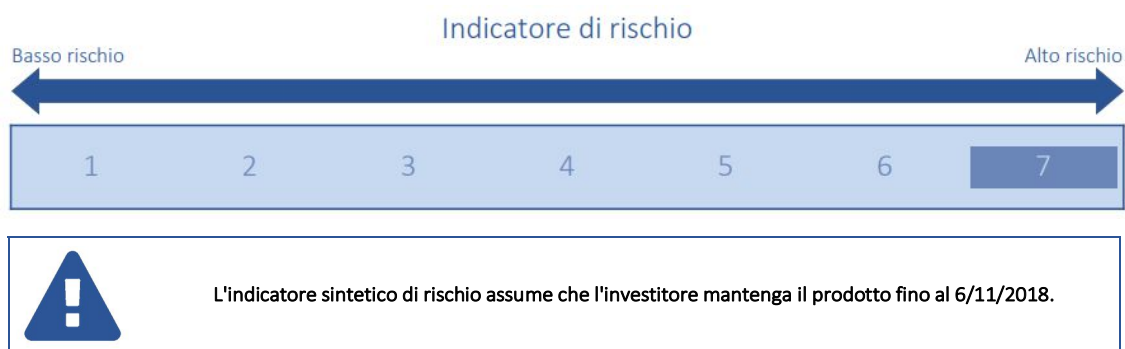 Indicatore di rischio
Basso rischio Alto rischio
1 2 3 4 5 6 7
L'indicatore sintetico di rischio assume che l'investitore mantenga il prodotto fino al 6/11/2018.